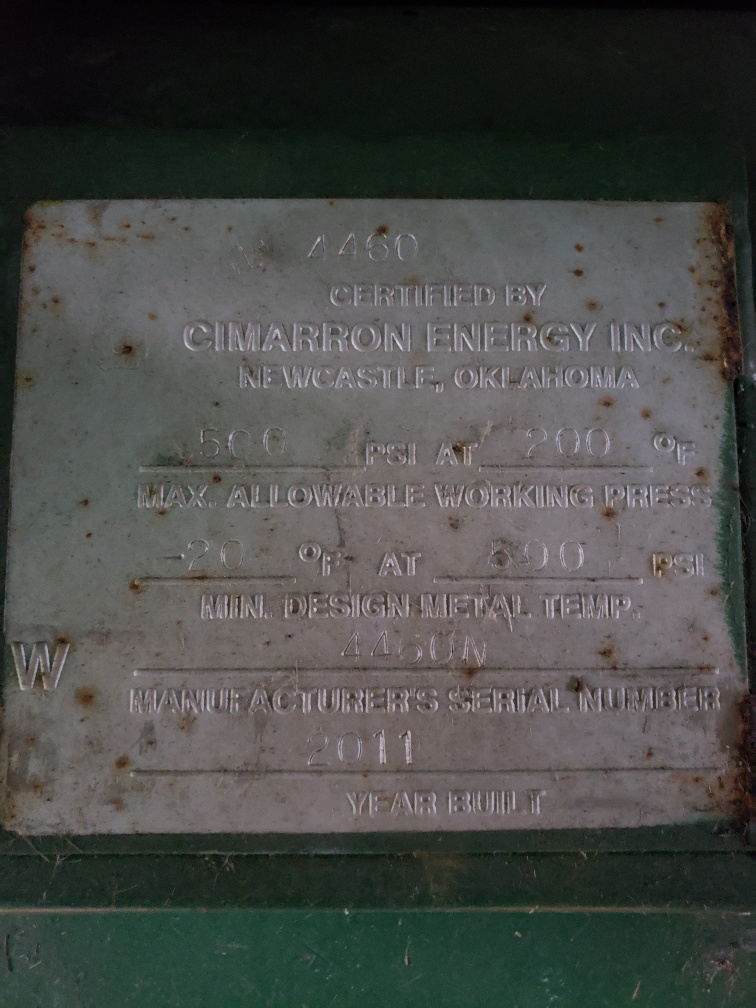 4460
CERTIFIED BY
CIMARRON ENERGY INC.
NEWCASTLE, OKLAHOMA
500 PSI AT 200 °F
MAX. ALLOWABLE WORKING PRESS
-20 °F AT 500 PSI
MIN. DESIGN METAL TEMP.
W
4460N
MANUFACTURER'S SERIAL NUMBER
2011
YEAR BUILT